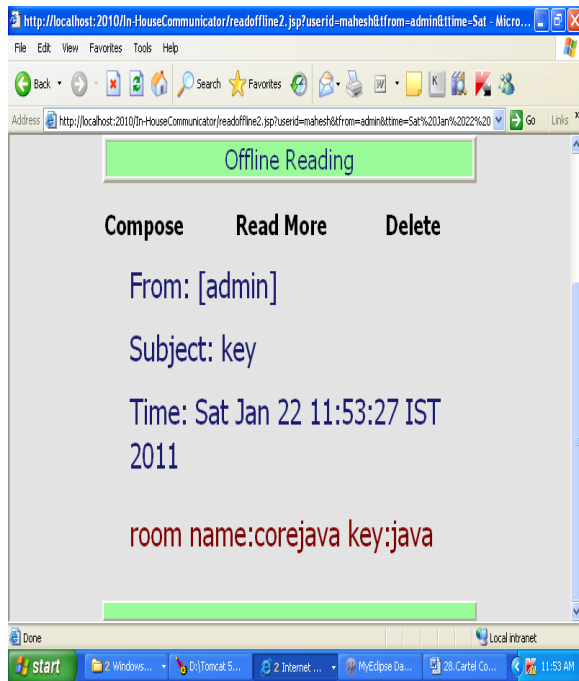 http://localhost:2010/In-HouseCommunicator/readoffline2.jsp?userid=mahesh&tfrom=admin&ttime=Sat - Micro...
File Edit View Favorites Tools Help
Back Search Favorites
Address http://localhost:2010/In-HouseCommunicator/readoffline2.jsp?userid=mahesh&tfrom=admin&ttime=Sat%20Jan%2022%20 Go Links »
Offline Reading
Compose Read More Delete
From: [admin]
Subject: key
Time: Sat Jan 22 11:53:27 IST
2011
room name:corejava key:java
Done Local intranet
start 2 Windows... D:\Tomcat 5... 2 Internet ... MyEclipse Da... 28.Cartel Co... 11:53 AM